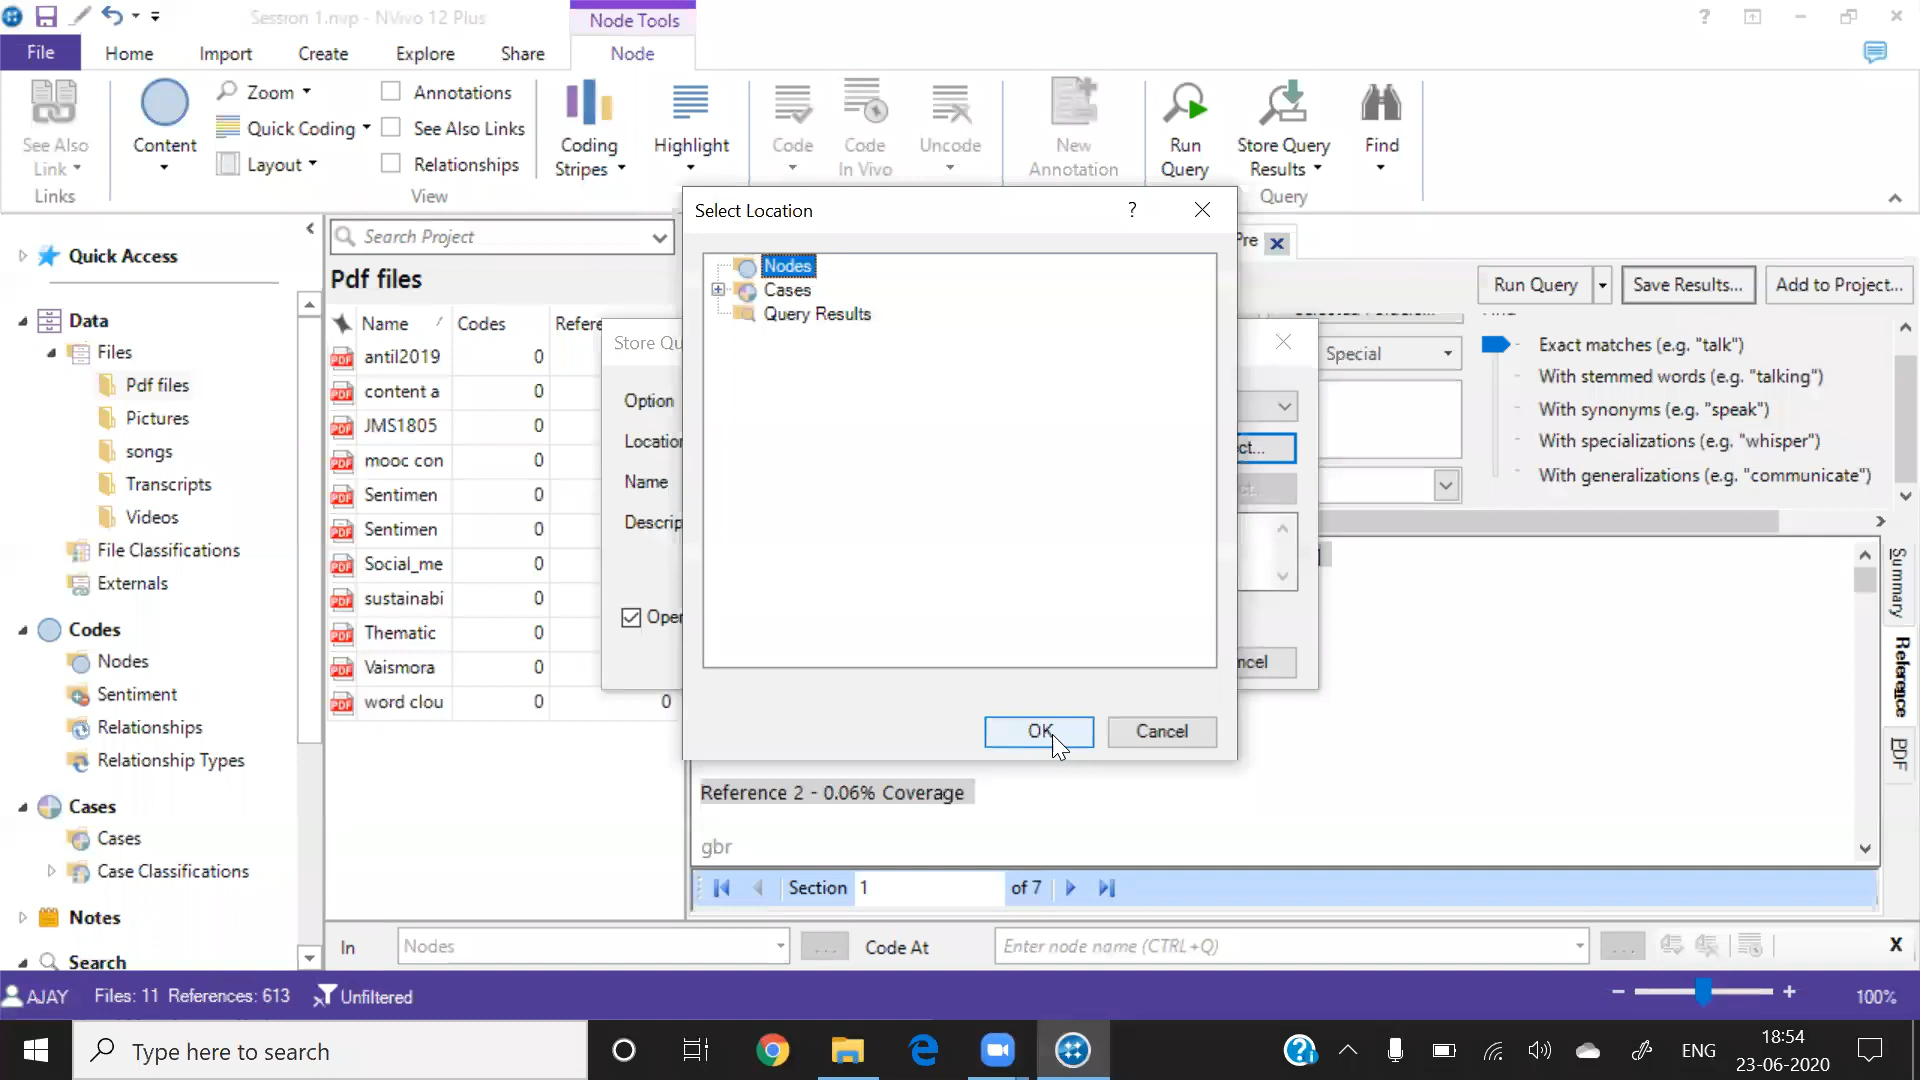 Session 1.nvp - NVivo 12 Plus
Node Tools
File
Home
Import
Create
Explore
Share
Node
See Also
Link
Links
Content
Zoom
Quick Coding
Layout
Annotations
See Also Links
Relationships
View
Coding
Stripes
Highlight
Code
Code
In Vivo
Uncode
New
Annotation
Run
Query
Store Query
Results
Query
Find
Quick Access
Data
Files
Pdf files
Pictures
songs
Transcripts
Videos
File Classifications
Externals
Codes
Nodes
Sentiment
Relationships
Relationship Types
Cases
Cases
Case Classifications
Notes
Search
Search Project
Pdf files
Name Codes Refere
antil2019 0
content a 0
JMS1805 0
mooc con 0
Sentimen 0
Sentimen 0
Social_me 0
sustainabi 0
Thematic 0
Vaismora 0
word clou 0 0
Store Qu
Option
Location
Name
Descrip
Open
ct...
ncel
Select Location
?
Nodes
Cases
Query Results
OK
Cancel
Pre
Run Query
Save Results...
Add to Project...
Special
Exact matches (e.g. "talk")
With stemmed words (e.g. "talking")
With synonyms (e.g. "speak")
With specializations (e.g. "whisper")
With generalizations (e.g. "communicate")
Summary
Reference
PDF
Reference 2 - 0.06% Coverage
gbr
Section 1 of 7
In Nodes ... Code At Enter node name (CTRL+Q) ... X
AJAY Files: 11 References: 613 Unfiltered 100%
Type here to search
ENG
18:54
23-06-2020